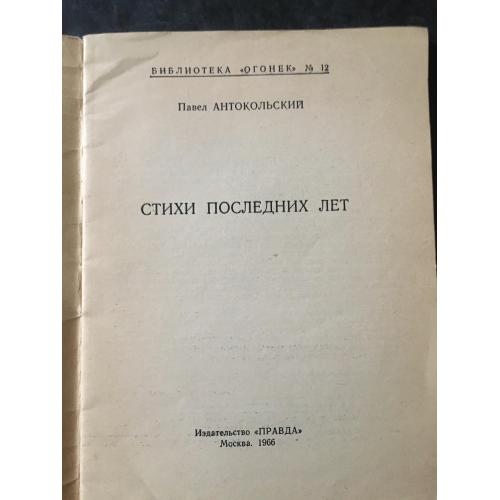 БИБЛИОТЕКА «ОГОНЕК» № 12
Павел АНТОКОЛЬСКИЙ
СТИХИ ПОСЛЕДНИХ ЛЕТ
Издательство «ПРАВДА»
Москва. 1966